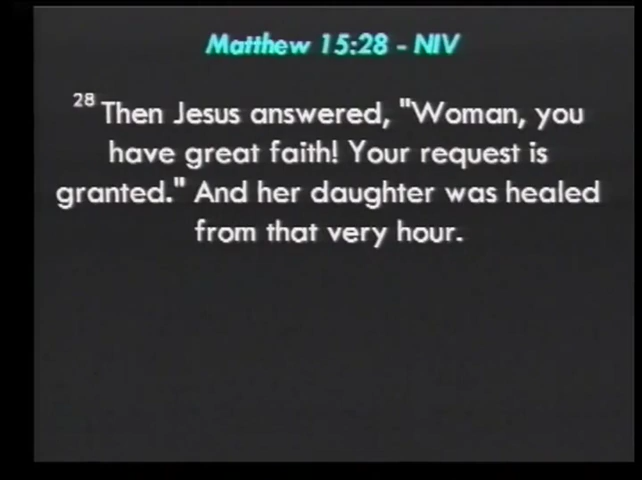 Matthew 15:28 - NIV
28 Then Jesus answered, "Woman, you
have great faith! Your request is
granted." And her daughter was healed
from that very hour.